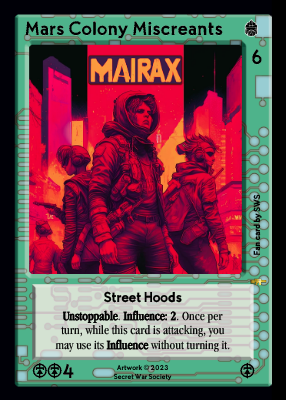 Mars Colony Miscreants
6
MAIRAX
Fan card by SWS
Street Hoods
Unstoppable. Influence: 2. Once per
turn, while this card is attacking, you
may use its Influence without turning it.
4
Artwork © 2023
Secret War Society